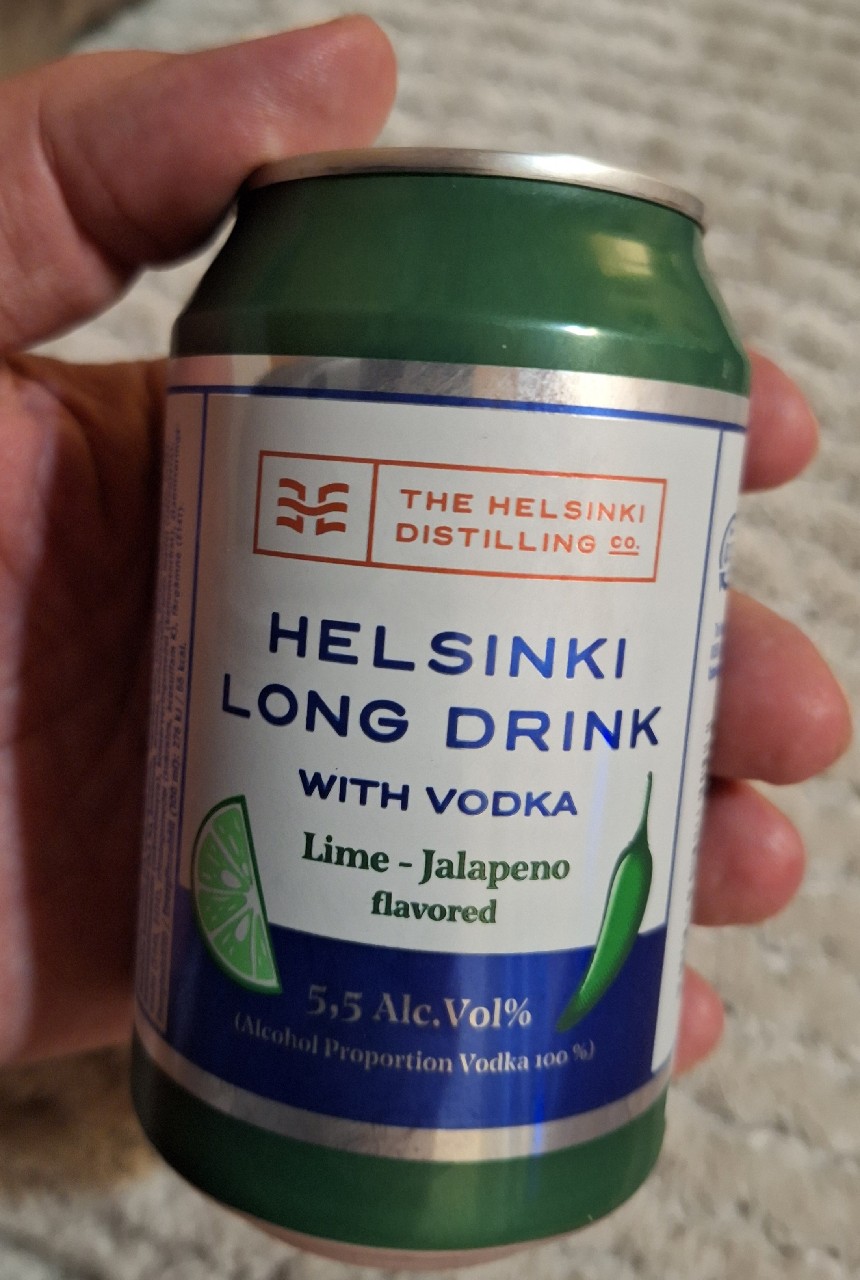 THE HELSINKI
DISTILLING CO.
HELSINKI
LONG DRINK
WITH VODKA
Lime - Jalapeno
flavored
5,5 Alc.Vol%
(Alcohol Proportion Vodka 100 %)